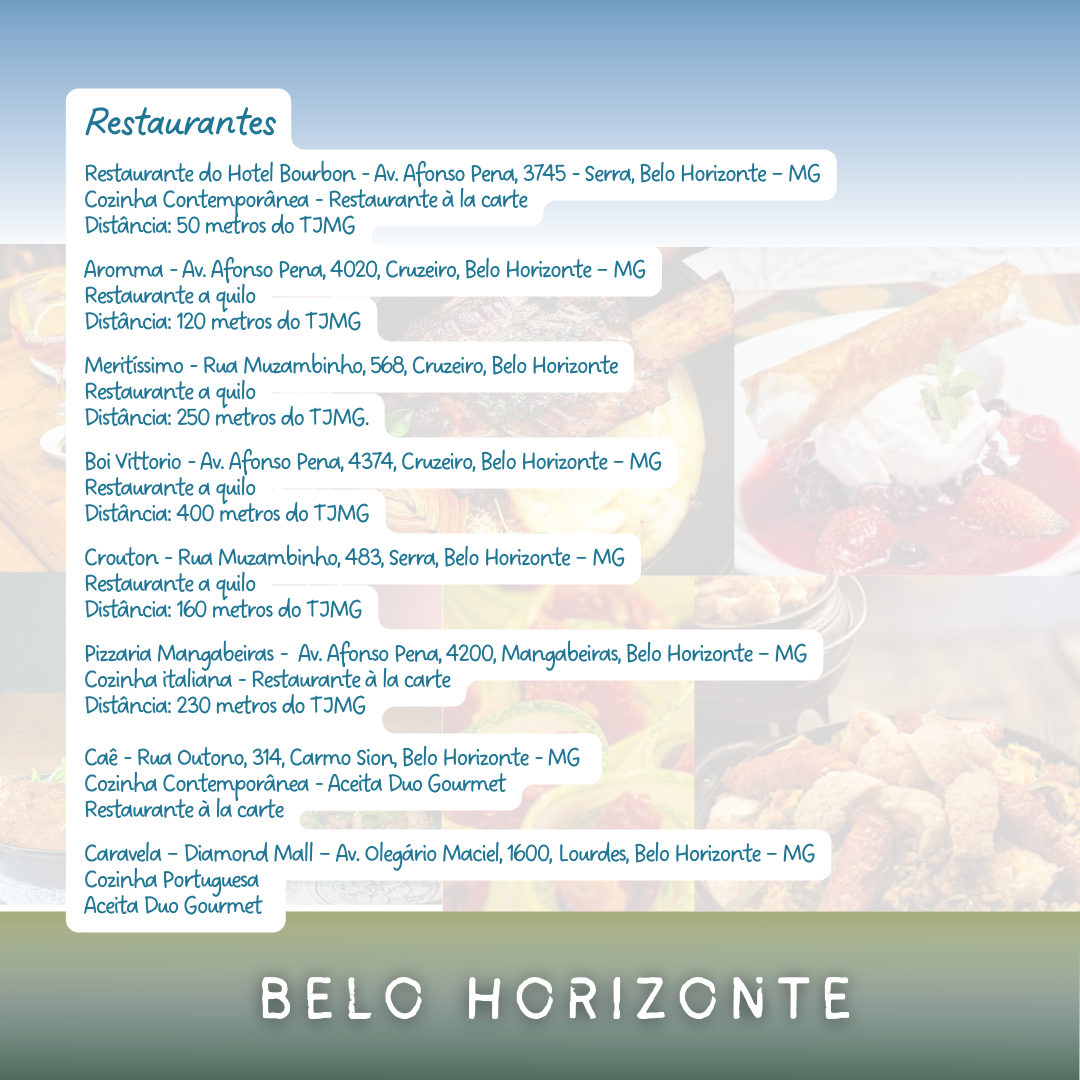 Restaurantes
Restaurante do Hotel Bourbon - Av. Afonso Pena, 3745 - Serra, Belo Horizonte – MG
Cozinha Contemporânea - Restaurante à la carte
Distância: 50 metros do TJMG
Aromma - Av. Afonso Pena, 4020, Cruzeiro, Belo Horizonte – MG
Restaurante a quilo
Distância: 120 metros do TJMG
Meritíssimo - Rua Muzambinho, 568, Cruzeiro, Belo Horizonte
Restaurante a quilo
Distância: 250 metros do TJMG.
Boi Vittorio - Av. Afonso Pena, 4374, Cruzeiro, Belo Horizonte – MG
Restaurante a quilo
Distância: 400 metros do TJMG
Crouton - Rua Muzambinho, 483, Serra, Belo Horizonte – MG
Restaurante a quilo
Distância: 160 metros do TJMG
Pizzaria Mangabeiras - Av. Afonso Pena, 4200, Mangabeiras, Belo Horizonte – MG
Cozinha italiana - Restaurante à la carte
Distância: 230 metros do TJMG
Caê - Rua Outono, 314, Carmo Sion, Belo Horizonte - MG
Cozinha Contemporânea - Aceita Duo Gourmet
Restaurante à la carte
Caravela – Diamond Mall – Av. Olegário Maciel, 1600, Lourdes, Belo Horizonte – MG
Cozinha Portuguesa
Aceita Duo Gourmet
BELO HORIZONTE